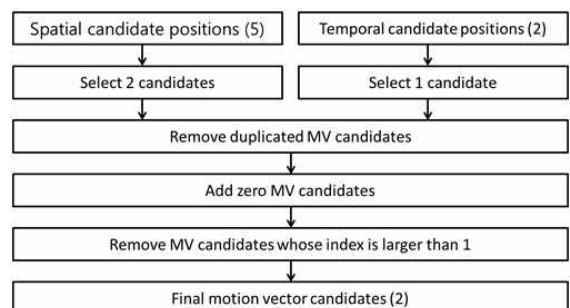 Spatial candidate positions (5)
Temporal candidate positions (2)
Select 2 candidates
Select 1 candidate
Remove duplicated MV candidates
Add zero MV candidates
Remove MV candidates whose index is larger than 1
Final motion vector candidates (2)